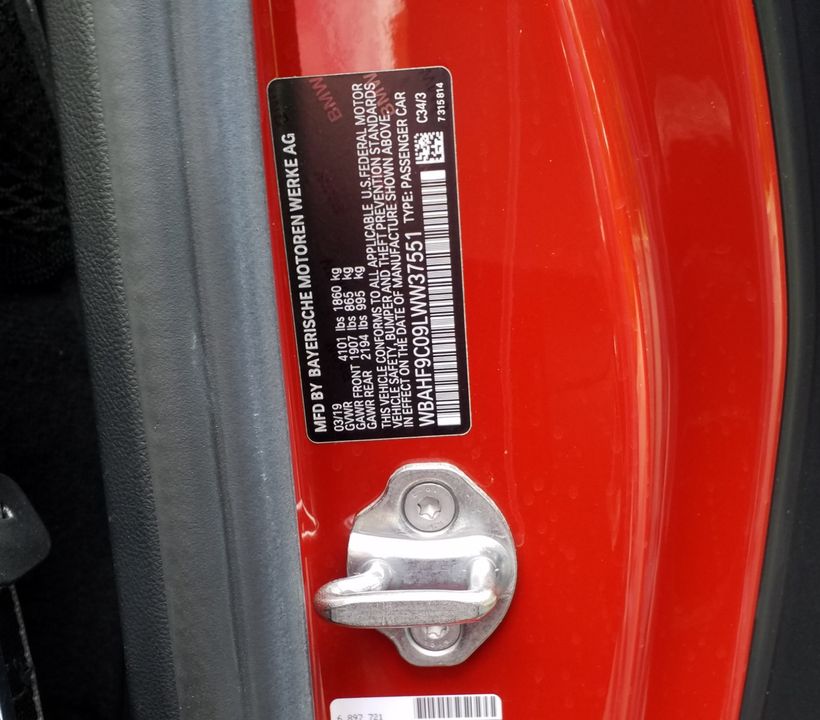 MFD BY BAYERISCHE MOTOREN WERKE AG
03/19
GVWR 4101 lbs 1860 kg
GAWR FRONT 1907 lbs 865 kg
GAWR REAR 2194 lbs 995 kg
THIS VEHICLE CONFORMS TO ALL APPLICABLE U.S.FEDERAL MOTOR
VEHICLE SAFETY, BUMPER AND THEFT PREVENTION STANDARDS
IN EFFECT ON THE DATE OF MANUFACTURE SHOWN ABOVE.
WBAHF9C09LWW37551 TYPE: PASSENGER CAR
C34/3
7 315 814
BMW
BMW
6 897 721